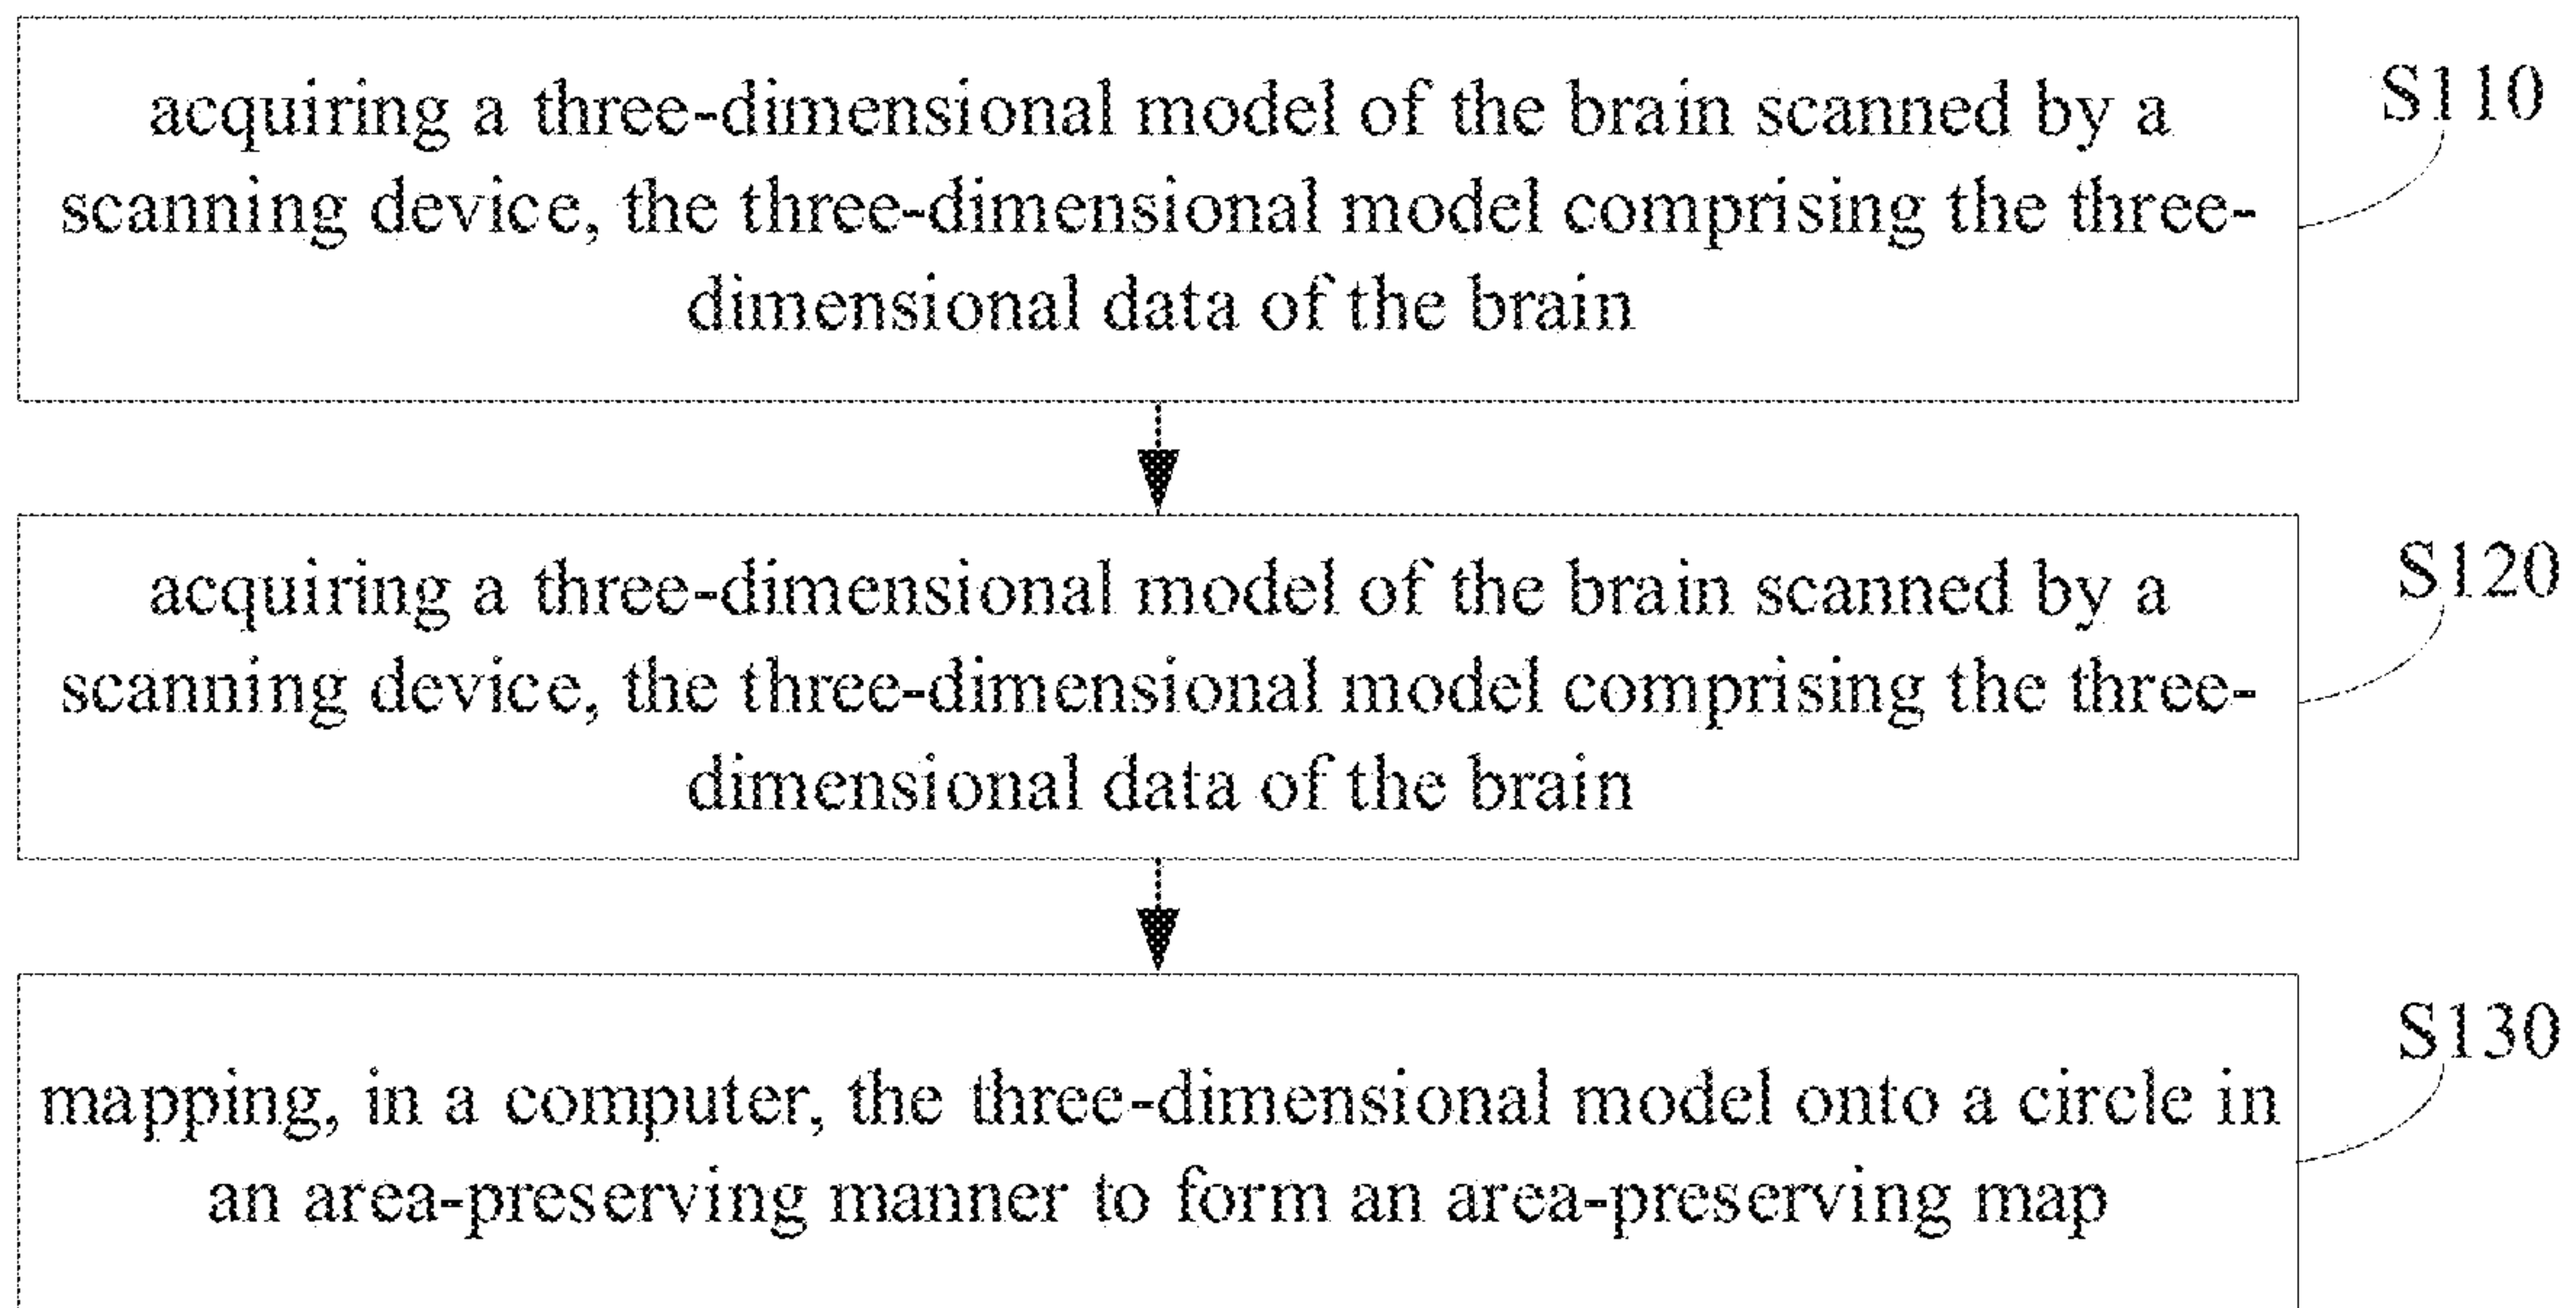 acquiring a three-dimensional model of the brain scanned by a
scanning device, the three-dimensional model comprising the three-
dimensional data of the brain
S110
acquiring a three-dimensional model of the brain scanned by a
scanning device, the three-dimensional model comprising the three-
dimensional data of the brain
S120
mapping, in a computer, the three-dimensional model onto a circle in
an area-preserving manner to form an area-preserving map
S130